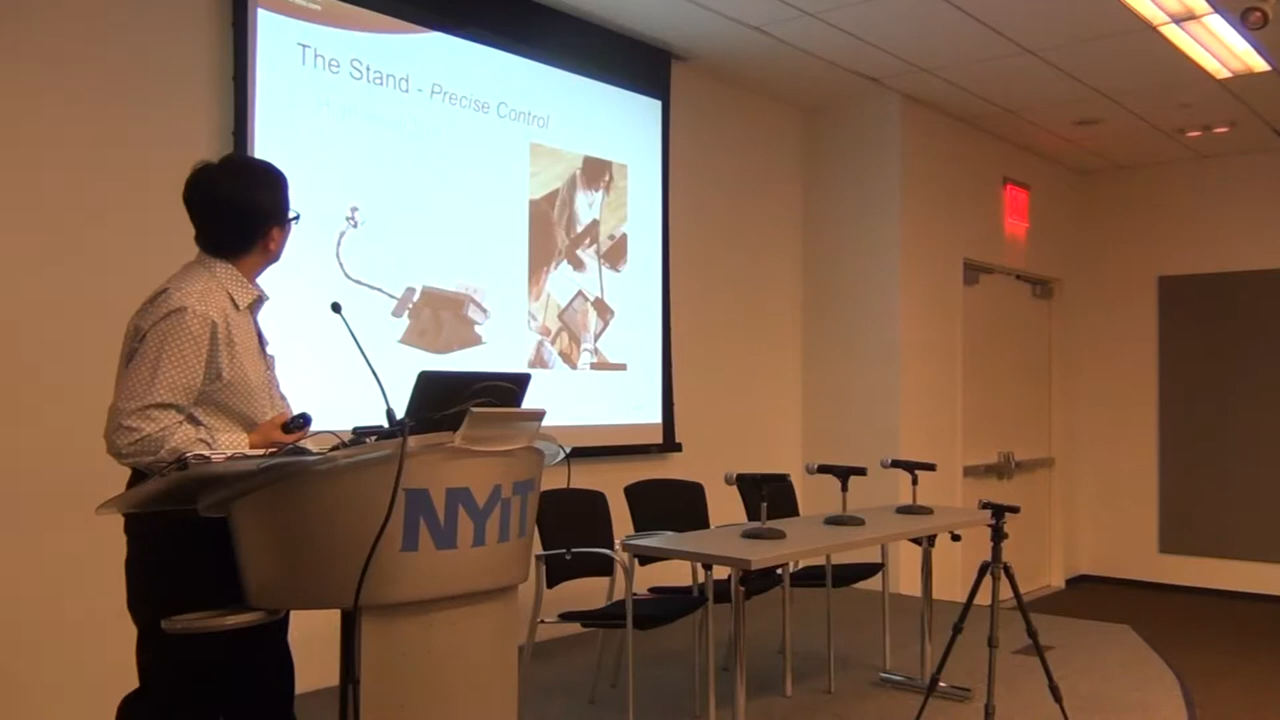 The Stand - Precise Control
NYiT